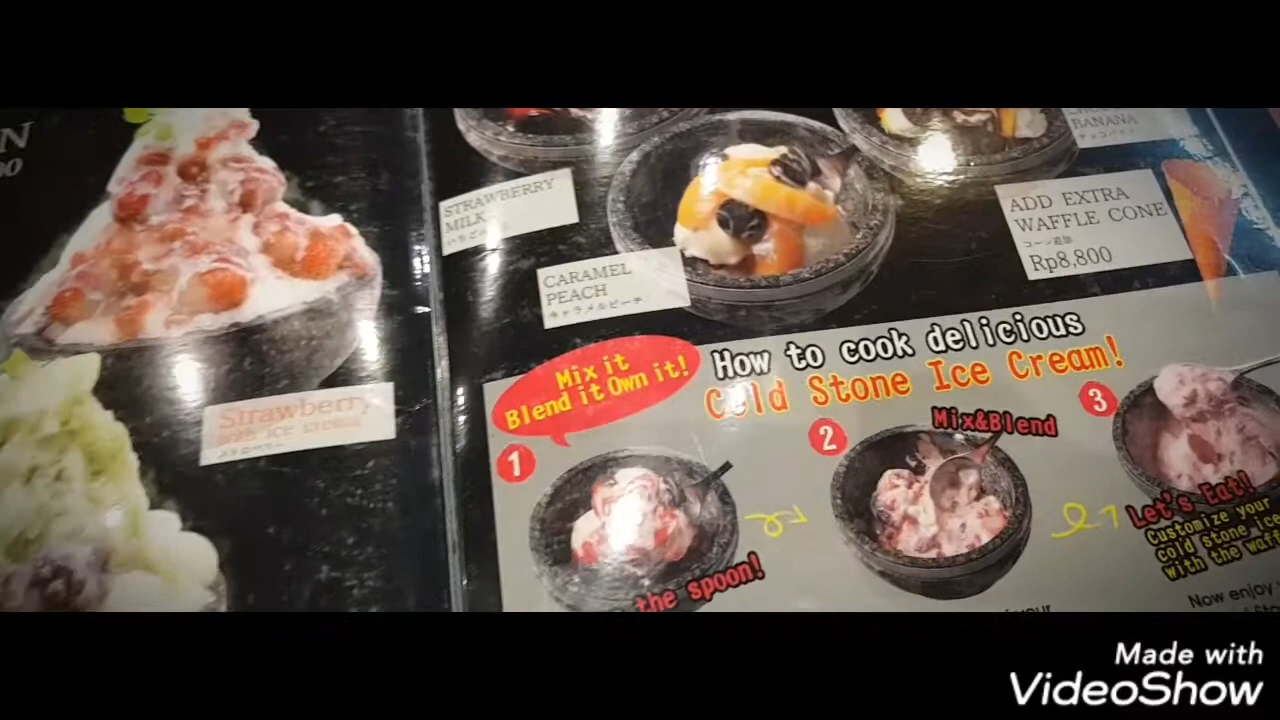 STRAWBERRY
MILK
CARAMEL
PEACH
キャラメルピーチ
BANANA
ADD EXTRA
WAFFLE CONE
コーン追加
Rp8,800
Strawberry
with ice cream
Mix it
Blend it Own it!
How to cook delicious
Cold Stone Ice Cream!
1
the spoon!
2
Mix&Blend
3
Let's Eat!
Customize your
cold stone ice
with the
Now enjoy
Made with
VideoShow